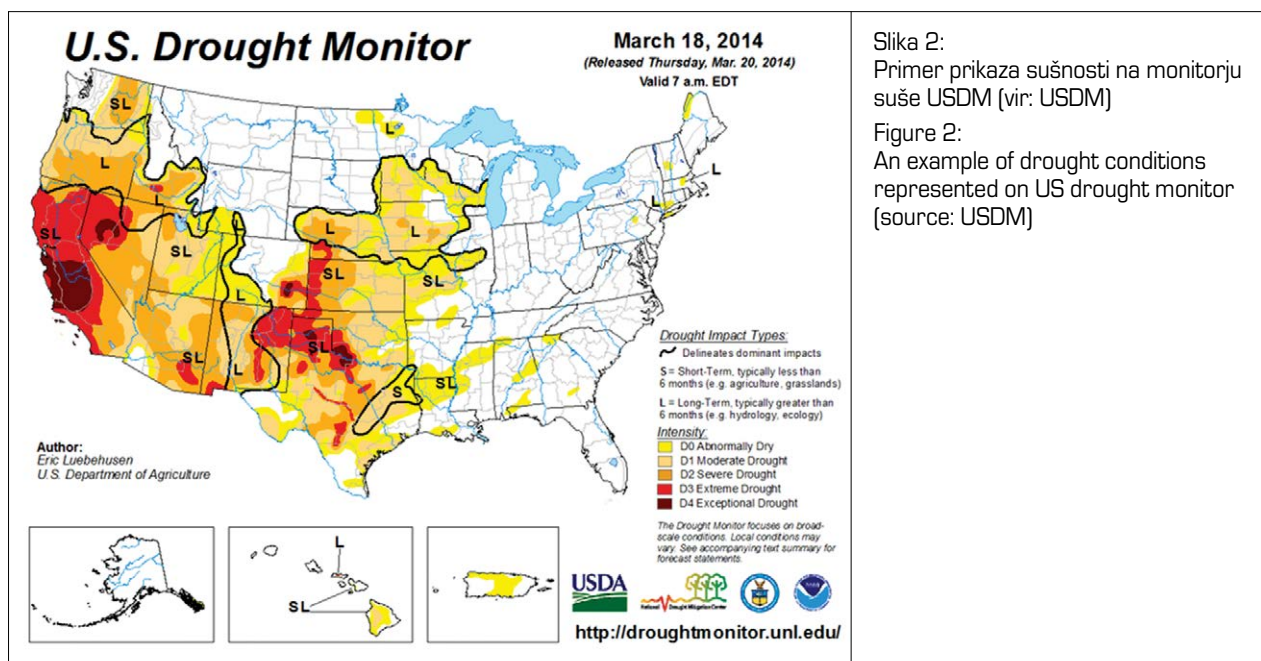 U.S. Drought Monitor
March 18, 2014
(Released Thursday, Mar. 20, 2014)
Valid 7 a.m. EDT
SL
L
L
L
L
L
SL
SL
L
L
L
L
L
SL
SL
SL
SL
L
S
SL
Drought Impact Types:
Delineates dominant impacts
S = Short-Term, typically less than
6 months (e.g. agriculture, grasslands)
L = Long-Term, typically greater than
6 months (e.g. hydrology, ecology)
Intensity:
D0 Abnormally Dry
D1 Moderate Drought
D2 Severe Drought
D3 Extreme Drought
D4 Exceptional Drought
Author:
Eric Luebehusen
U.S. Department of Agriculture
The Drought Monitor focuses on broad-
scale conditions. Local conditions may
vary. See accompanying text summary for
forecast statements.
L
SL
USDA
National Drought Mitigation Center
http://droughtmonitor.unl.edu/
Slika 2:
Primer prikaza sušnosti na monitorju
suše USDM (vir: USDM)
Figure 2:
An example of drought conditions
represented on US drought monitor
(source: USDM)